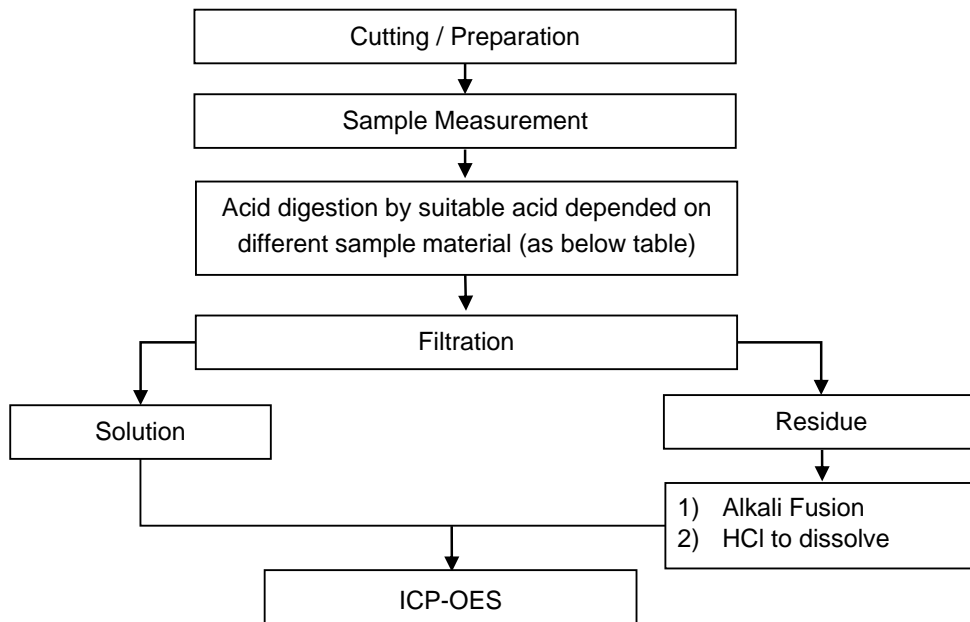 Cutting / Preparation
Sample Measurement
Acid digestion by suitable acid depended on
different sample material (as below table)
Filtration
Solution
Residue
1) Alkali Fusion
2) HCl to dissolve
ICP-OES